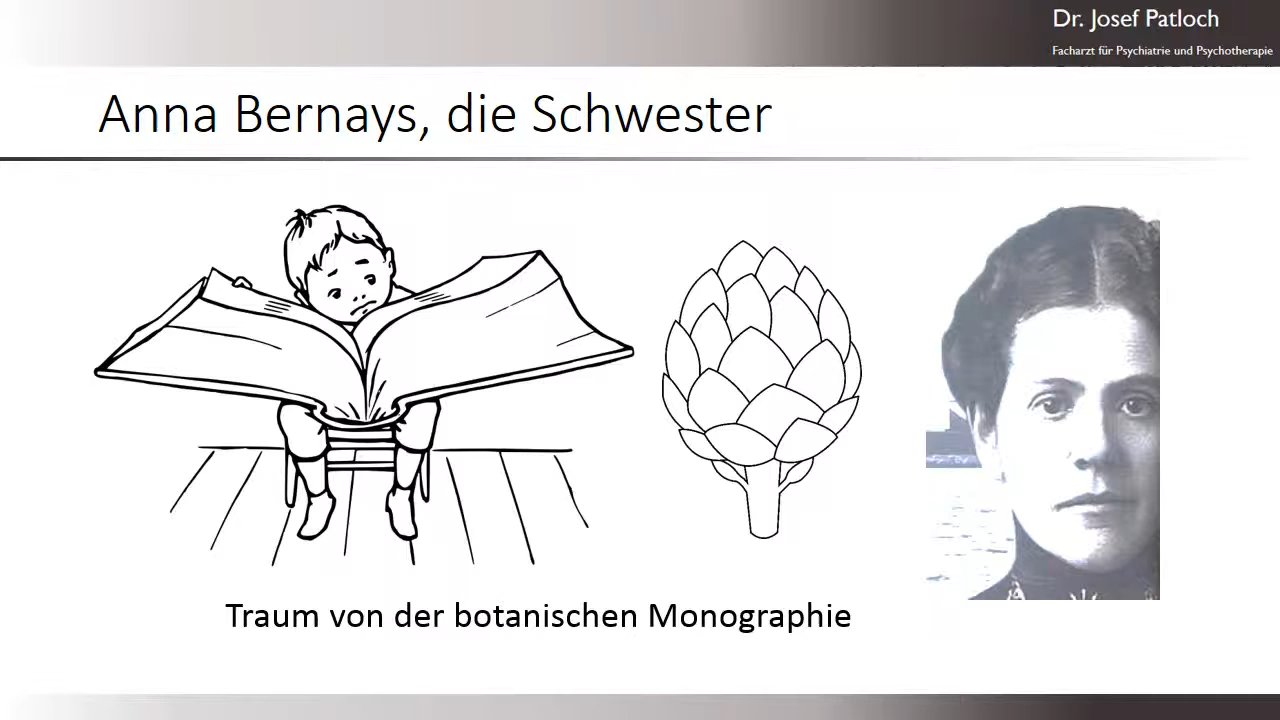 Dr. Josef Patloch
Facharzt für Psychiatrie und Psychotherapie
Anna Bernays, die Schwester
Traum von der botanischen Monographie